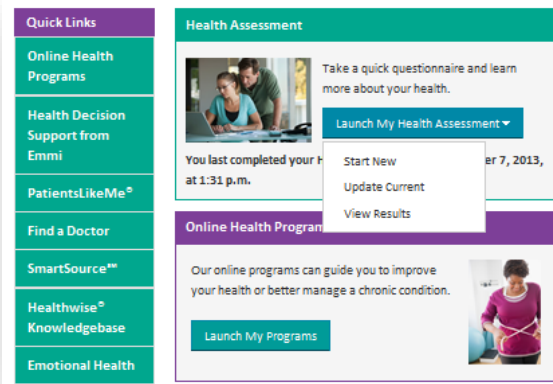 Quick Links
Online Health
Programs
Health Decision
Support from
Emmi
PatientsLikeMe®
Find a Doctor
SmartSource℠
Healthwise®
Knowledgebase
Emotional Health
Health Assessment
Take a quick questionnaire and learn
more about your health.
Launch My Health Assessment
Start New
Update Current
View Results
You last completed your H er 7, 2013,
at 1:31 p.m.
Online Health Program
Our online programs can guide you to improve
your health or better manage a chronic condition.
Launch My Programs